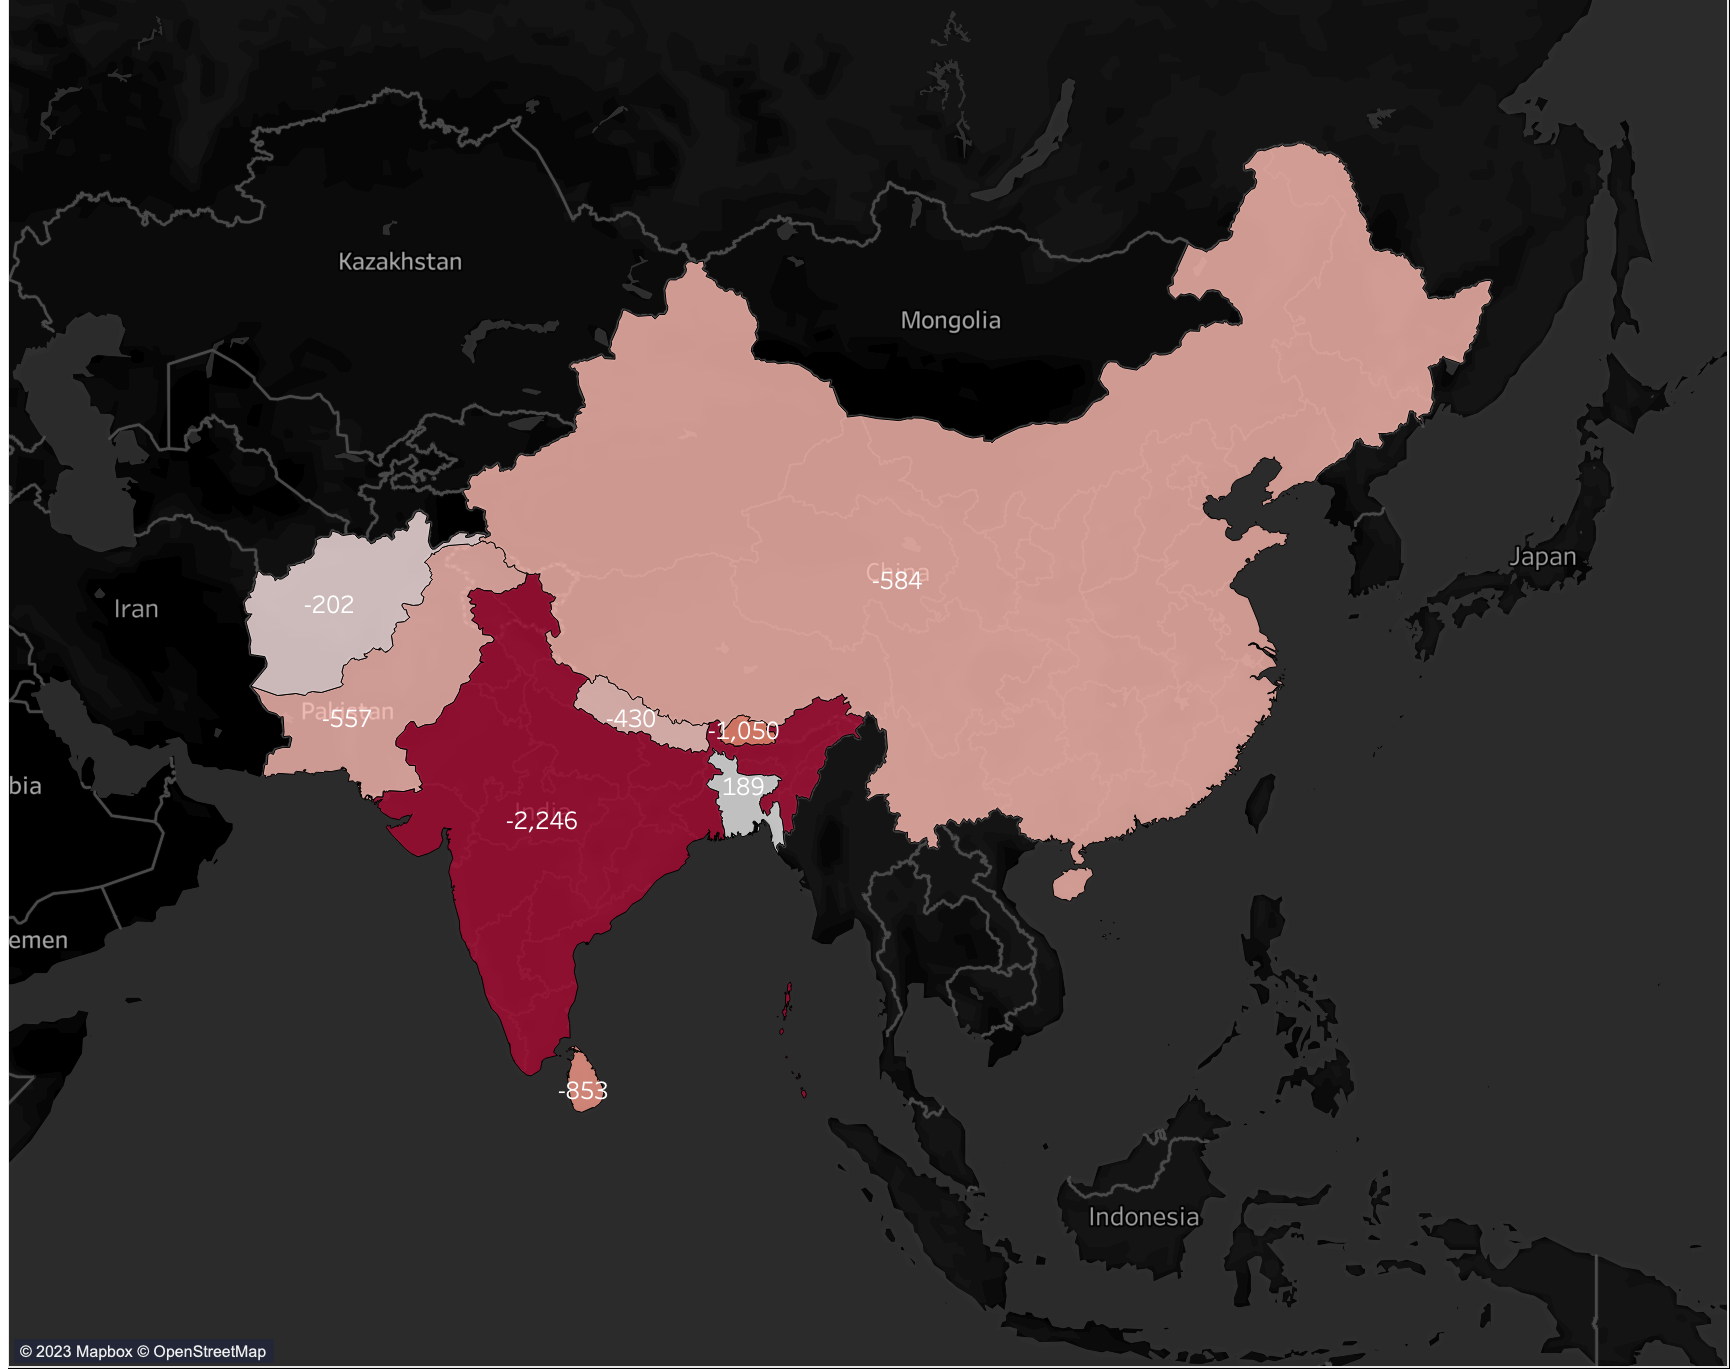 Kazakhstan
Mongolia
China
-584
Japan
-202
Iran
Pakistan
-557
-430
-1,050
189
bia
India
-2,246
emen
-853
Indonesia
© 2023 Mapbox © OpenStreetMap